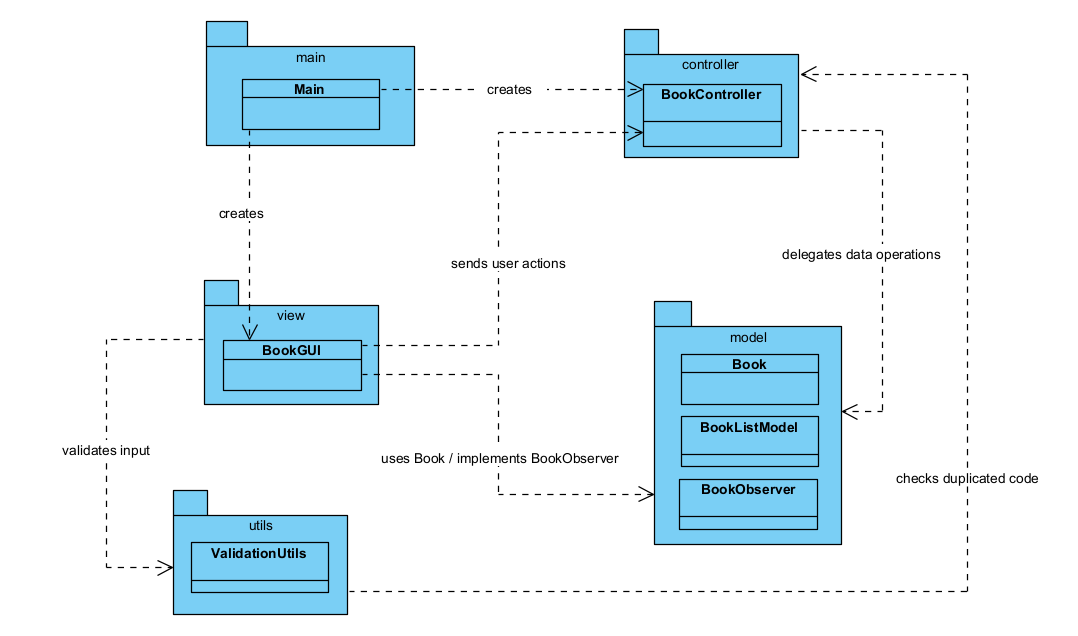 main
Main
controller
BookController
creates
creates
sends user actions
delegates data operations
view
BookGUI
model
Book
BookListModel
BookObserver
validates input
uses Book / implements BookObserver
checks duplicated code
utils
ValidationUtils